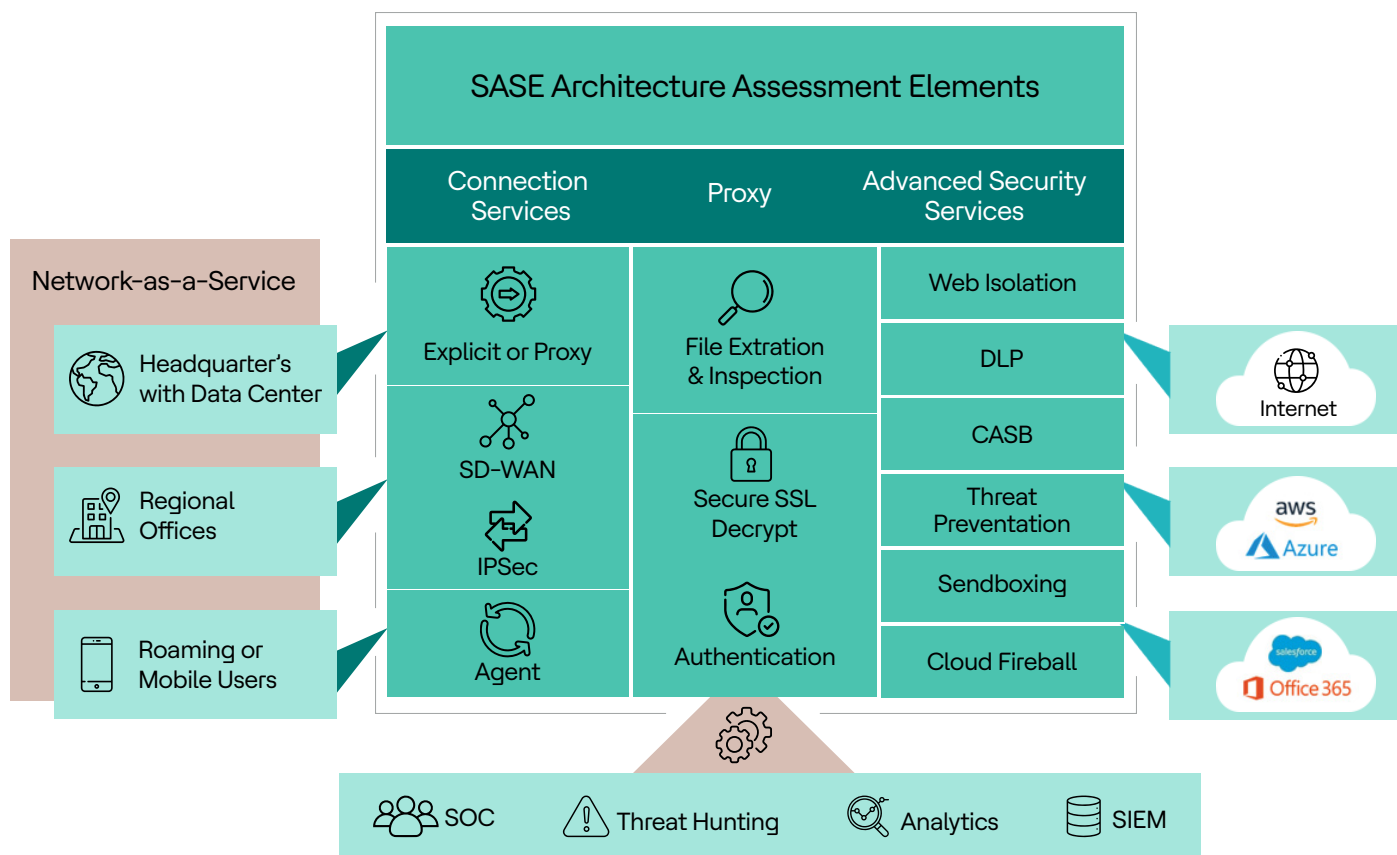 SASE Architecture Assessment Elements
Connection
Services
Proxy
Advanced Security
Services
Network-as-a-Service
Headquarter's
with Data Center
Regional
Offices
Roaming or
Mobile Users
Explicit or Proxy
SD-WAN
IPSec
Agent
File Extration
& Inspection
Secure SSL
Decrypt
Authentication
Web Isolation
DLP
CASB
Threat
Preventation
Sendboxing
Cloud Fireball
Internet
aws
Azure
salesforce
Office 365
SOC
Threat Hunting
Analytics
SIEM